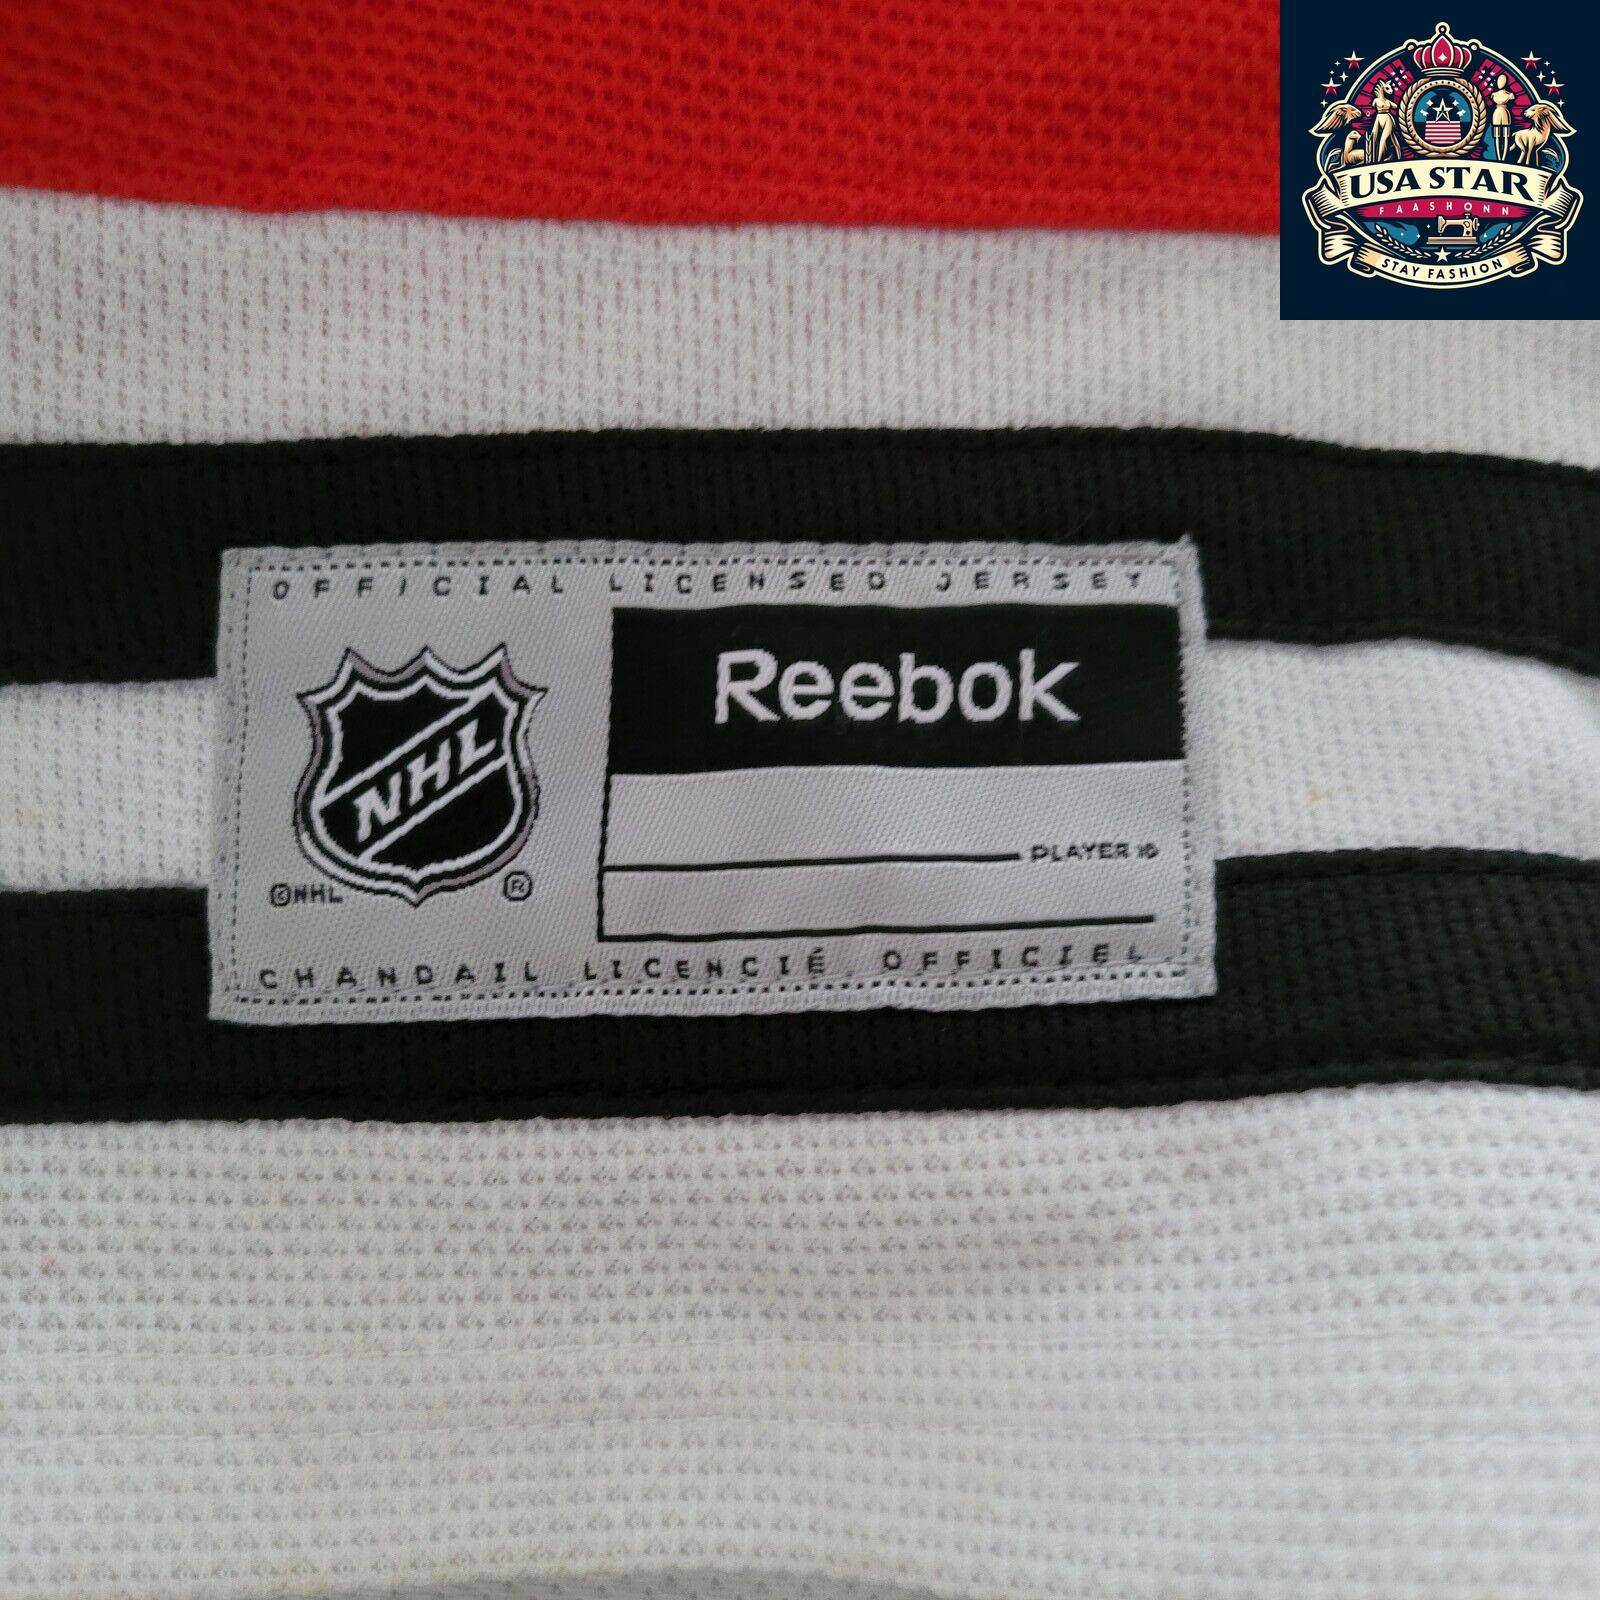 USA STAR
FAASHONN
STAY FASHION
OFFICIAL LICENSED JERSEY
Reebok
NHL
PLAYER ID
©NHL ®
CHANDAIL LICENCIÉ OFFICIEL